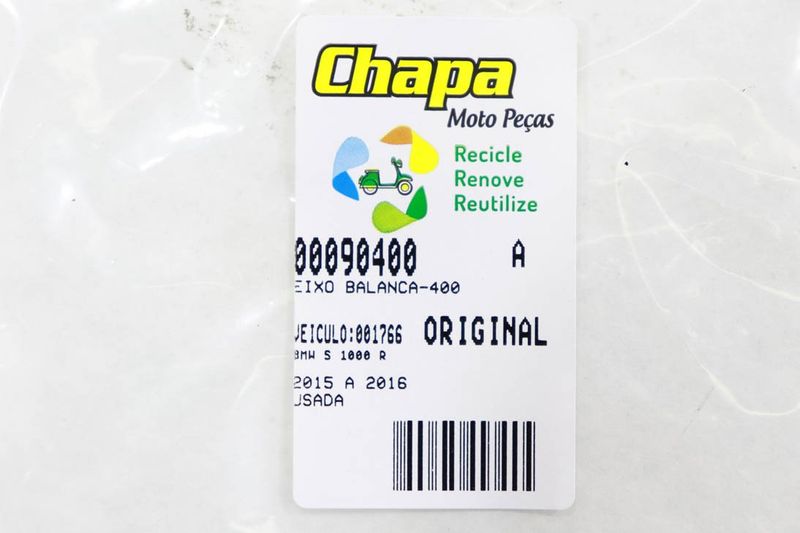 Chapa
Moto Peças
Recicle
Renove
Reutilize
00090400 A
EIXO BALANCA-400
VEICULO:001766 ORIGINAL
BMW S 1000 R
2015 A 2016
USADA